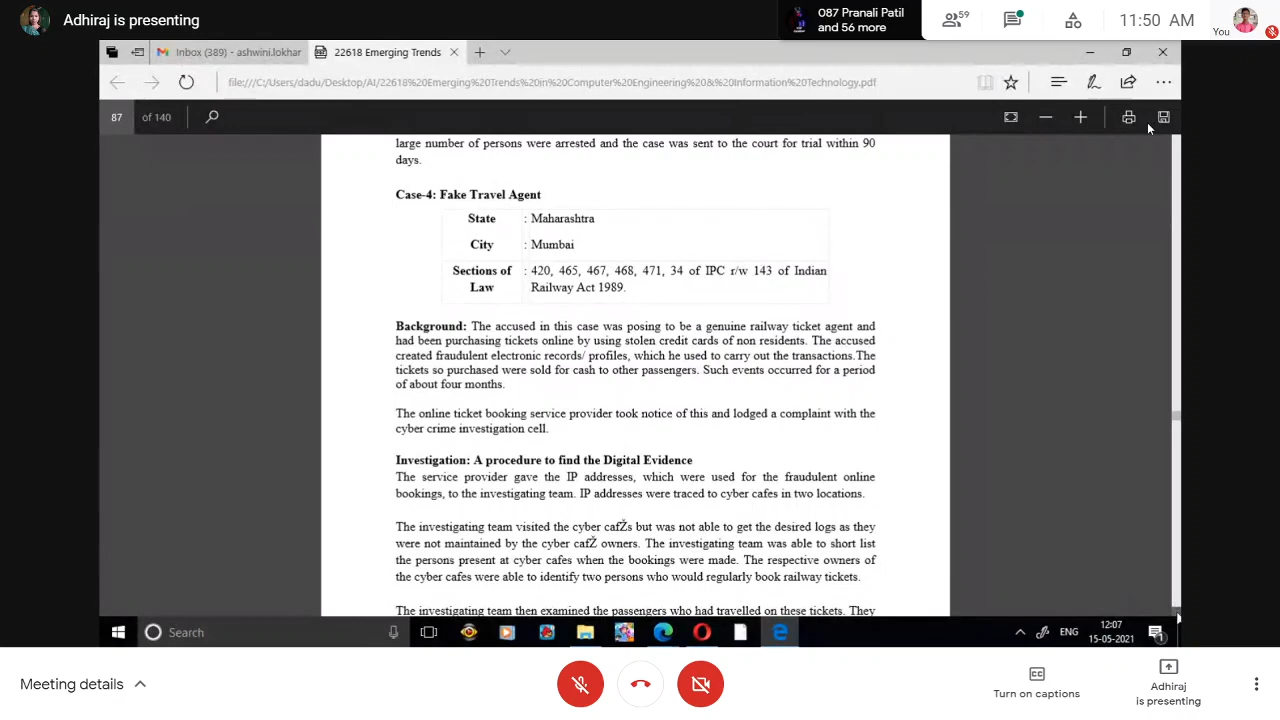 Adhiraj is presenting
087 Pranali Patil
and 56 more
59
11:50 AM
You
Inbox (389) - ashwini.lokhar
22618 Emerging Trends
file:///C:/Users/dadu/Desktop/AI/22618%20Emerging%20Trends%20in%20Computer%20Engineering%20&%20Information%20Technology.pdf
87 of 140
large number of persons were arrested and the case was sent to the court for trial within 90
days.
Case-4: Fake Travel Agent
State : Maharashtra
City : Mumbai
Sections of : 420, 465, 467, 468, 471, 34 of IPC r/w 143 of Indian
Law Railway Act 1989.
Background: The accused in this case was posing to be a genuine railway ticket agent and
had been purchasing tickets online by using stolen credit cards of non residents. The accused
created fraudulent electronic records/ profiles, which he used to carry out the transactions.The
tickets so purchased were sold for cash to other passengers. Such events occurred for a period
of about four months.
The online ticket booking service provider took notice of this and lodged a complaint with the
cyber crime investigation cell.
Investigation: A procedure to find the Digital Evidence
The service provider gave the IP addresses, which were used for the fraudulent online
bookings, to the investigating team. IP addresses were traced to cyber cafes in two locations.
The investigating team visited the cyber cafŽs but was not able to get the desired logs as they
were not maintained by the cyber cafŽ owners. The investigating team was able to short list
the persons present at cyber cafes when the bookings were made. The respective owners of
the cyber cafes were able to identify two persons who would regularly book railway tickets.
The investigating team then examined the passengers who had travelled on these tickets. They
Search
ENG
12:07
15-05-2021
1
Meeting details
Turn on captions
Adhiraj
is presenting